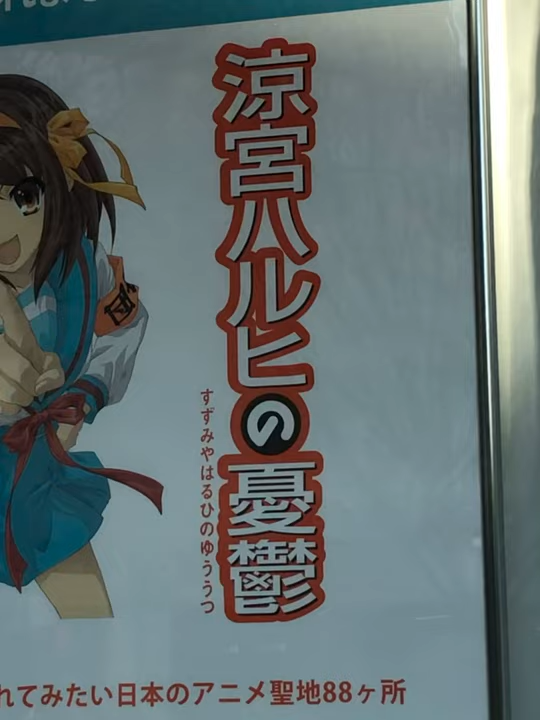 涼宮ハルヒの憂鬱
すずみやはるひのゆううつ
団
れてみたい日本のアニメ聖地88ヶ所